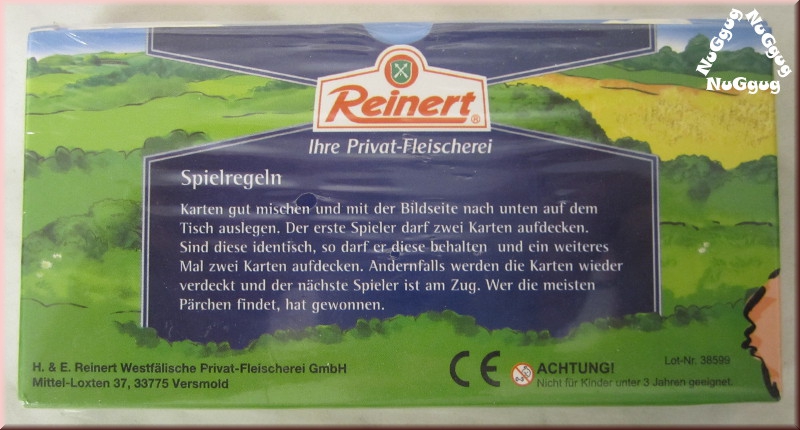 NuGgug NuGgug
NuGgug
Reinert®
Ihre Privat-Fleischerei
Spielregeln
Karten gut mischen und mit der Bildseite nach unten auf dem
Tisch auslegen. Der erste Spieler darf zwei Karten aufdecken.
Sind diese identisch, so darf er diese behalten und ein weiteres
Mal zwei Karten aufdecken. Andernfalls werden die Karten wieder
verdeckt und der nächste Spieler ist am Zug. Wer die meisten
Pärchen findet, hat gewonnen.
H. & E. Reinert Westfälische Privat-Fleischerei GmbH
Mittel-Loxten 37, 33775 Versmold
CE
0-3
ACHTUNG!
Nicht für Kinder unter 3 Jahren geeignet.
Lot-Nr. 38599